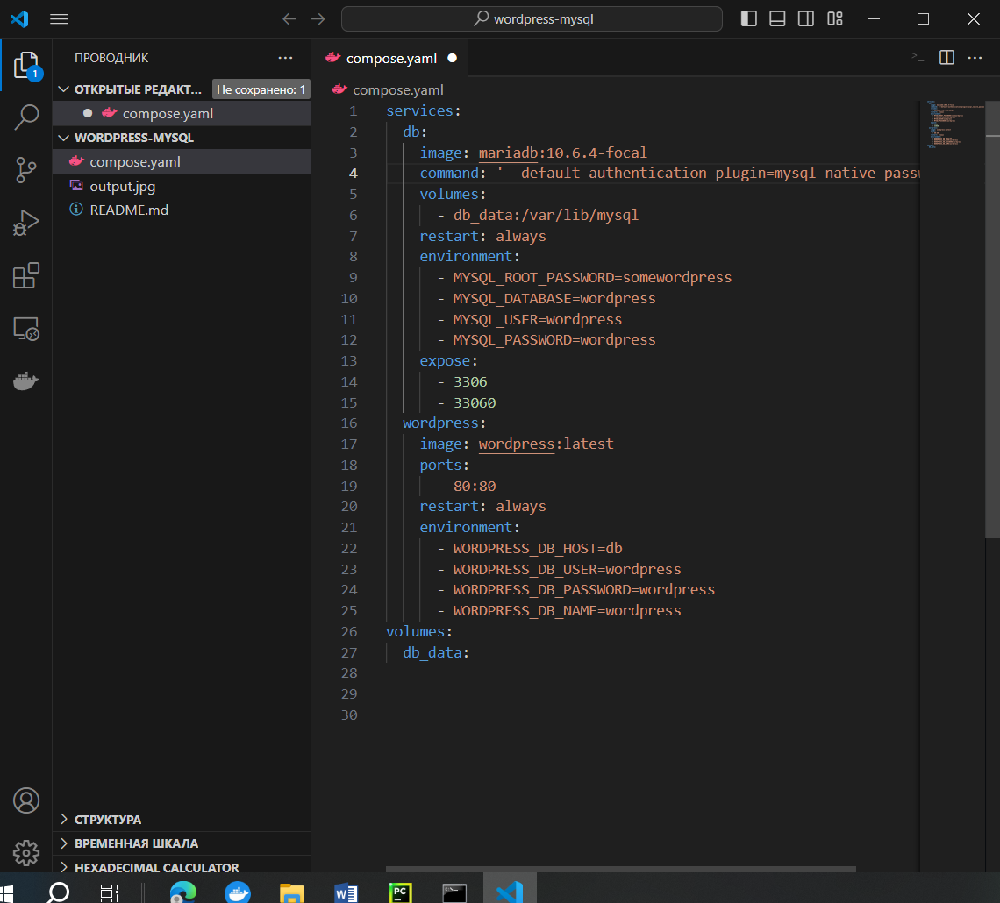 wordpress-mysql
ПРОВОДНИК
ОТКРЫТЫЕ РЕДАКТ... Не сохранено: 1
compose.yaml
WORDPRESS-MYSQL
compose.yaml
output.jpg
README.md
СТРУКТУРА
ВРЕМЕННАЯ ШКАЛА
HEXADECIMAL CALCULATOR
1
compose.yaml
compose.yaml
1 services:
2 db:
3 image: mariadb:10.6.4-focal
4 command: '--default-authentication-plugin=mysql_native_passw
5 volumes:
6 - db_data:/var/lib/mysql
7 restart: always
8 environment:
9 - MYSQL_ROOT_PASSWORD=somewordpress
10 - MYSQL_DATABASE=wordpress
11 - MYSQL_USER=wordpress
12 - MYSQL_PASSWORD=wordpress
13 expose:
14 - 3306
15 - 33060
16 wordpress:
17 image: wordpress:latest
18 ports:
19 - 80:80
20 restart: always
21 environment:
22 - WORDPRESS_DB_HOST=db
23 - WORDPRESS_DB_USER=wordpress
24 - WORDPRESS_DB_PASSWORD=wordpress
25 - WORDPRESS_DB_NAME=wordpress
26 volumes:
27 db_data:
28
29
30
W
PC